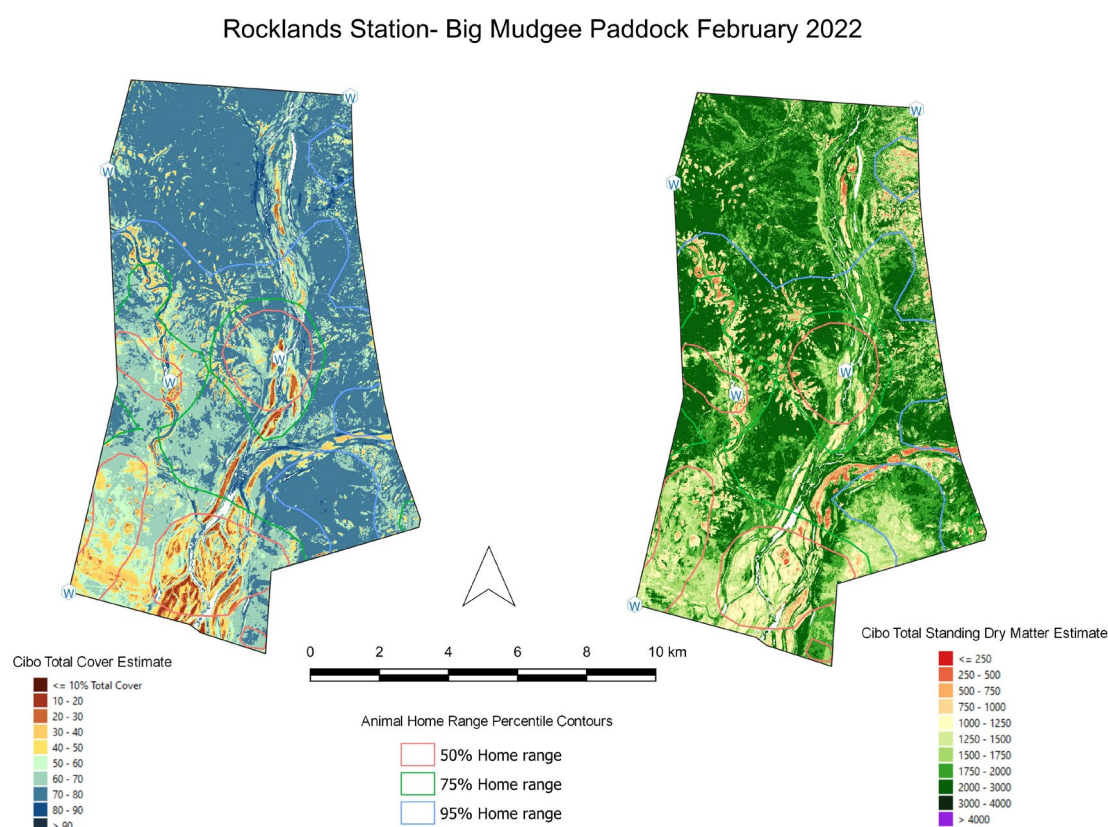 Rocklands Station- Big Mudgee Paddock February 2022
W
W
W
W
W
W
W
W
W
W
Cibo Total Cover Estimate
<= 10% Total Cover
10 - 20
20 - 30
30 - 40
40 - 50
50 - 60
60 - 70
70 - 80
80 - 90
> 90
0 2 4 6 8 10 km
Animal Home Range Percentile Contours
50% Home range
75% Home range
95% Home range
Cibo Total Standing Dry Matter Estimate
<= 250
250 - 500
500 - 750
750 - 1000
1000 - 1250
1250 - 1500
1500 - 1750
1750 - 2000
2000 - 3000
3000 - 4000
> 4000